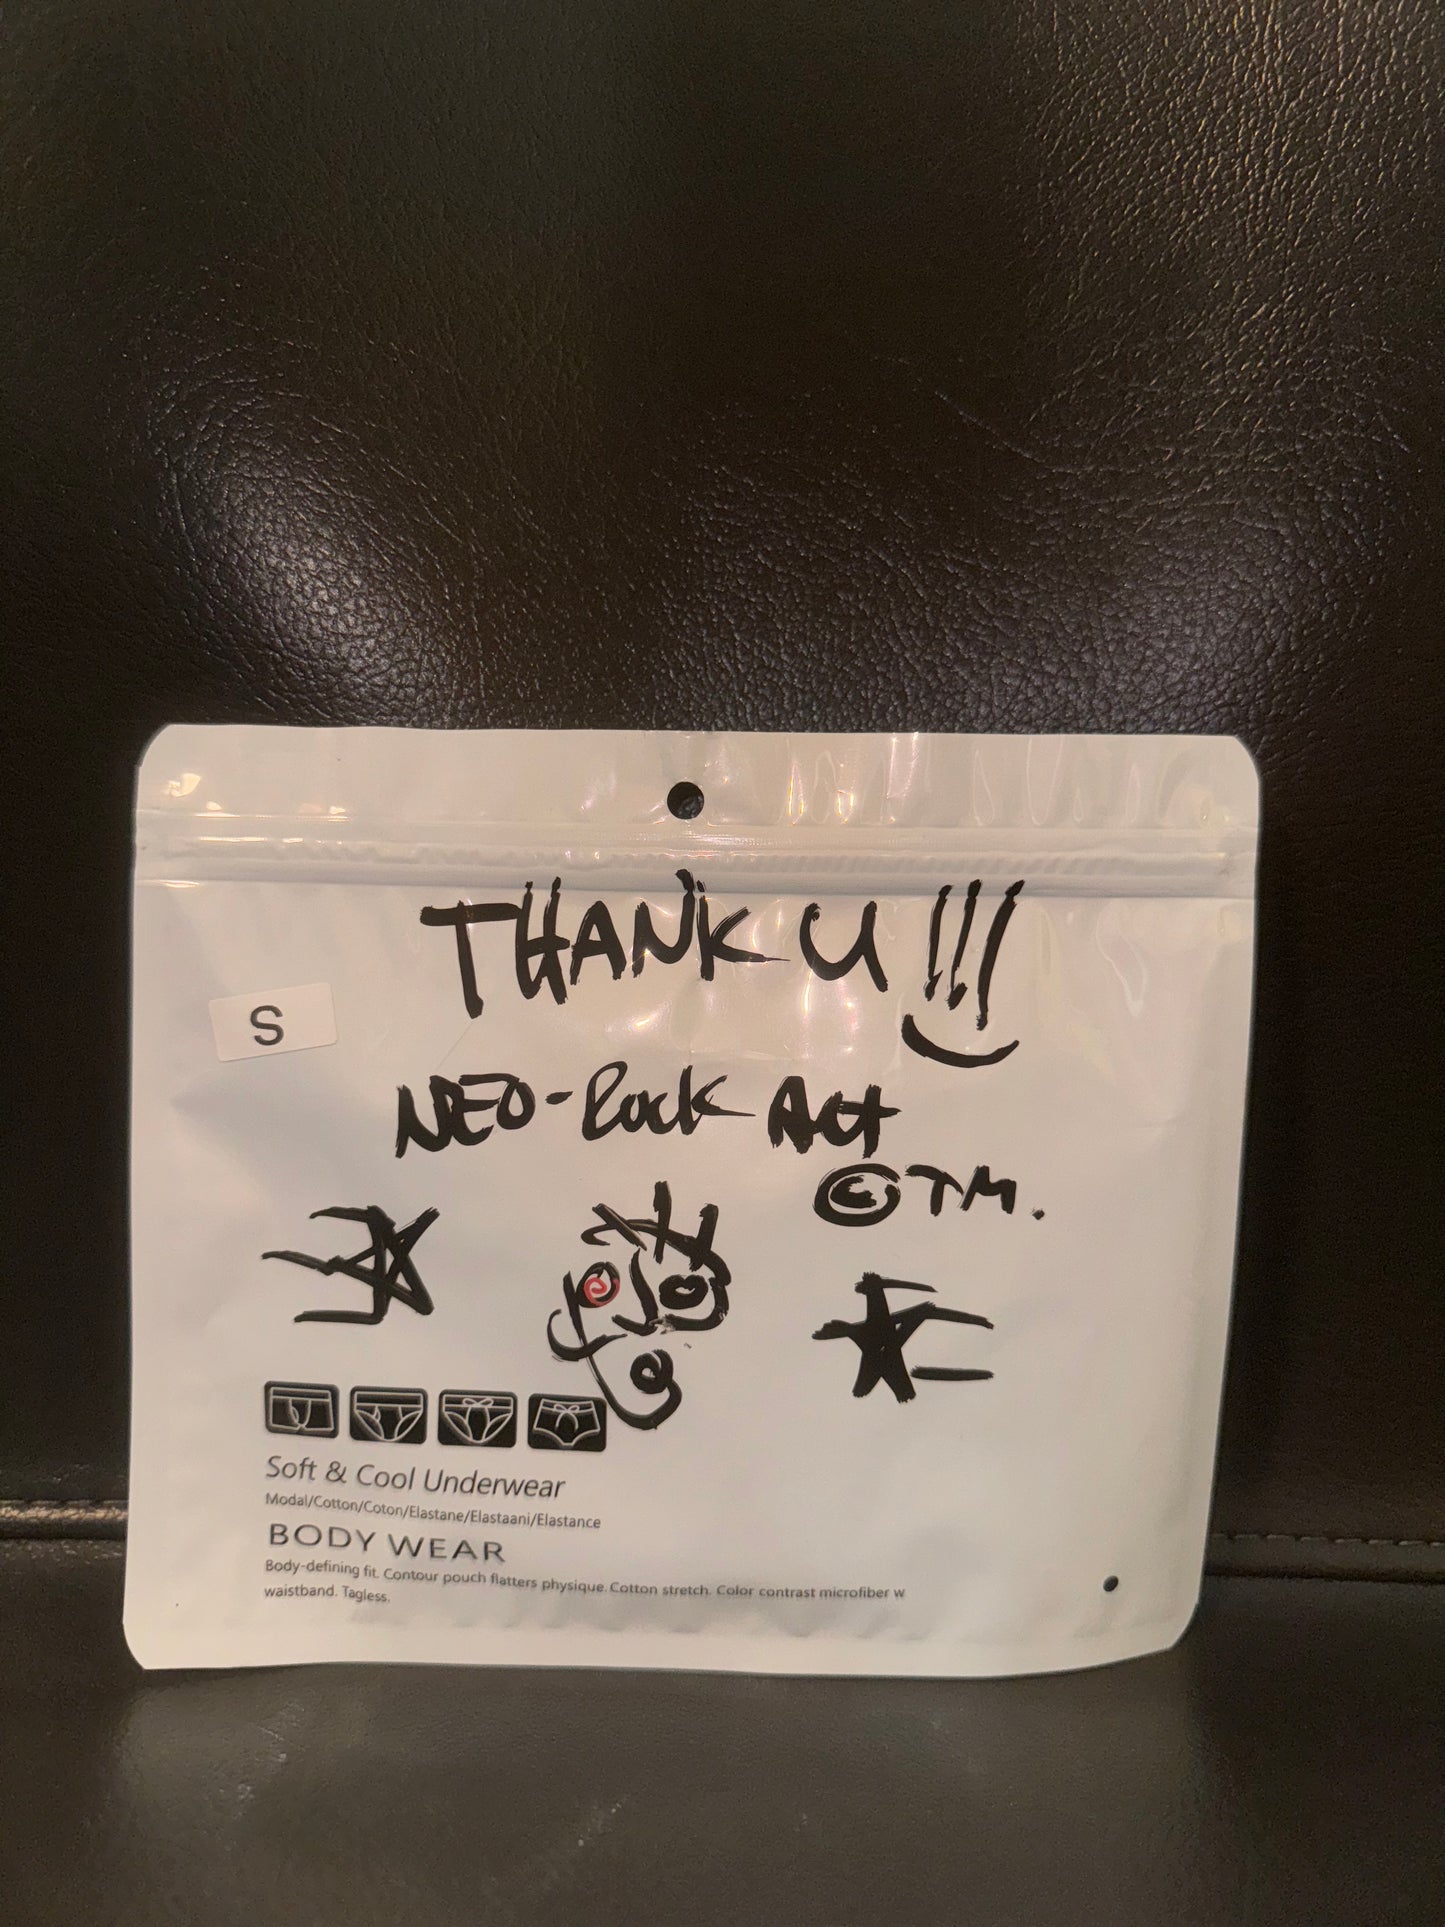 THANK U !!!
S
NEO-Rock Act
© TM.
Soft & Cool Underwear
Modal/Cotton/Coton/Elastane/Elastaani/Elastance
BODY WEAR
Body-defining fit. Contour pouch flatters physique. Cotton stretch. Color contrast microfiber w
waistband. Tagless.